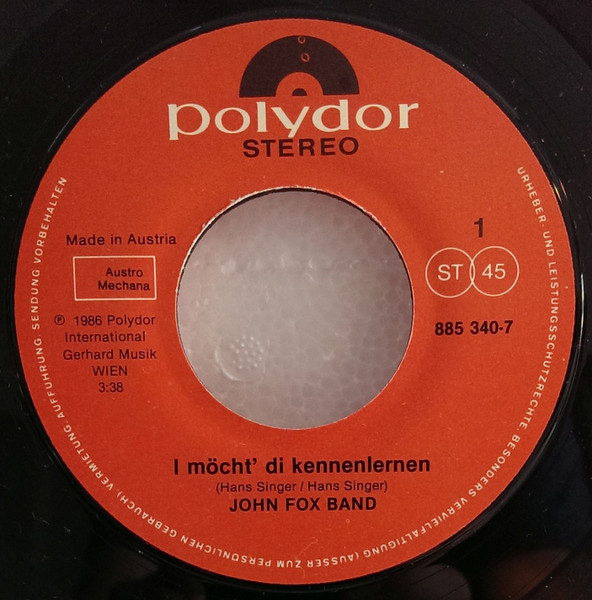 polydor
STEREO
Made in Austria
Austro
Mechana
℗ 1986 Polydor
International
Gerhard Musik
WIEN
3:38
1
ST 45
885 340-7
I möcht' di kennenlernen
(Hans Singer / Hans Singer)
JOHN FOX BAND
URHEBER- UND LEISTUNGSSCHUTZRECHTE, BESONDERS VERVIELFÄLTIGUNG (AUSSER ZUM PERSÖNLICHEN GEBRAUCH) VERMIETUNG, AUFFÜHRUNG, SENDUNG VORBEHALTEN